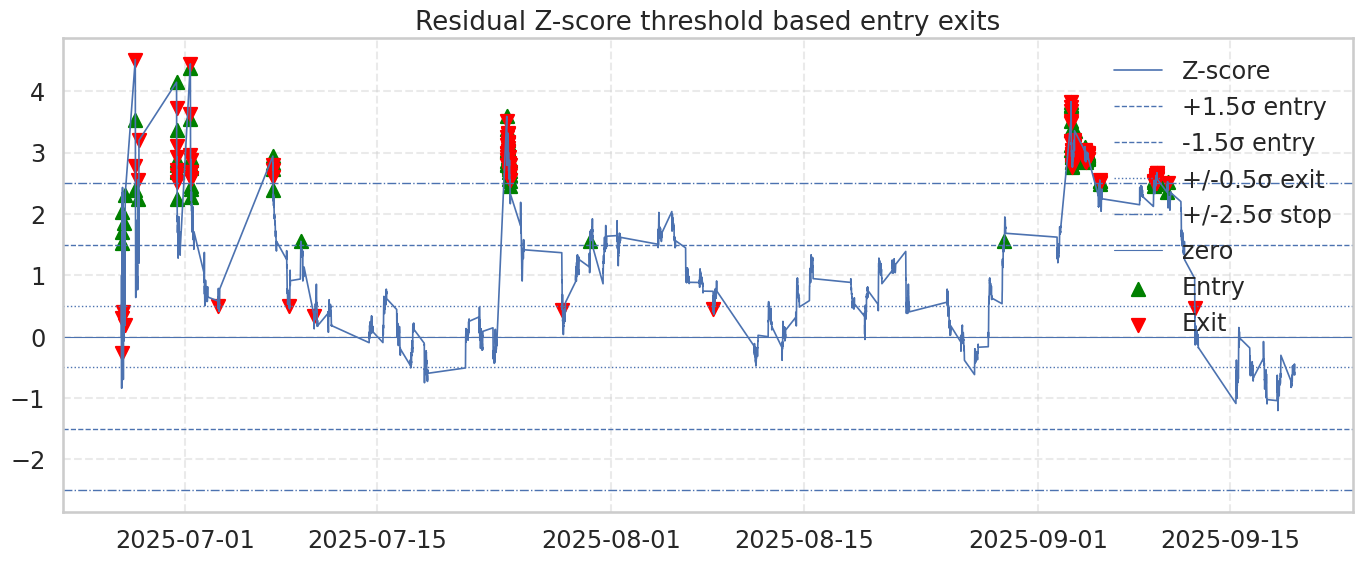 Residual Z-score threshold based entry exits
4
3
2
1
0
−1
−2
Z-score
+1.5σ entry
-1.5σ entry
+/-0.5σ exit
+/-2.5σ stop
zero
Entry
Exit
2025-07-01
2025-07-15
2025-08-01
2025-08-15
2025-09-01
2025-09-15